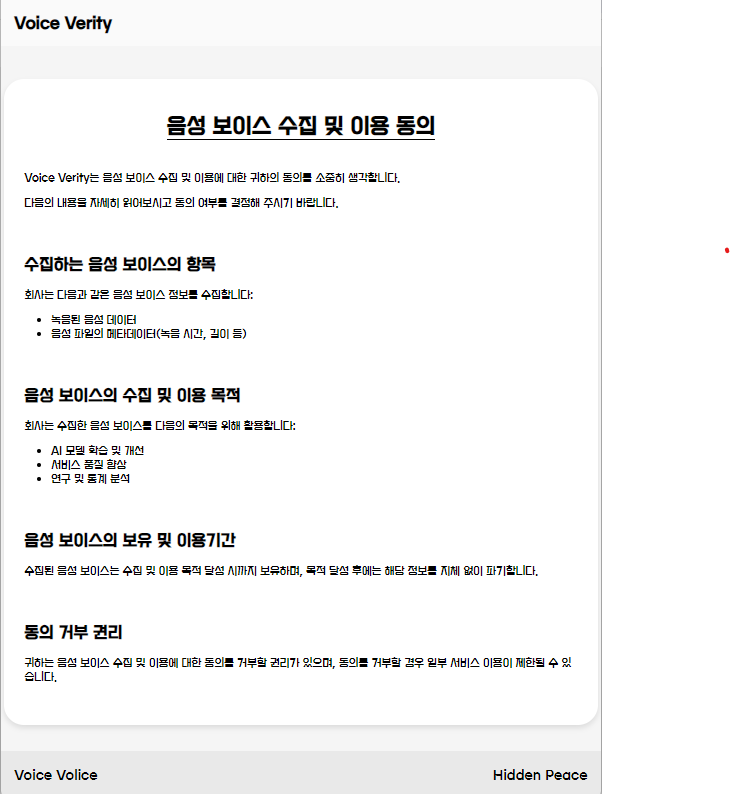 Voice Verity
음성 보이스 수집 및 이용 동의
Voice Verity는 음성 보이스 수집 및 이용에 대한 귀하의 동의를 소중히 생각합니다.
다음의 내용을 자세히 읽어보시고 동의 여부를 결정해 주시기 바랍니다.
수집하는 음성 보이스의 항목
회사는 다음과 같은 음성 보이스 정보를 수집합니다:
• 녹음된 음성 데이터
• 음성 파일의 메타데이터(녹음 시간, 길이 등)
음성 보이스의 수집 및 이용 목적
회사는 수집한 음성 보이스를 다음의 목적을 위해 활용합니다:
• AI 모델 학습 및 개선
• 서비스 품질 향상
• 연구 및 통계 분석
음성 보이스의 보유 및 이용기간
수집된 음성 보이스는 수집 및 이용 목적 달성 시까지 보유하며, 목적 달성 후에는 해당 정보를 지체 없이 파기합니다.
동의 거부 권리
귀하는 음성 보이스 수집 및 이용에 대한 동의를 거부할 권리가 있으며, 동의를 거부할 경우 일부 서비스 이용이 제한될 수 있
습니다.
Voice Volice
Hidden Peace